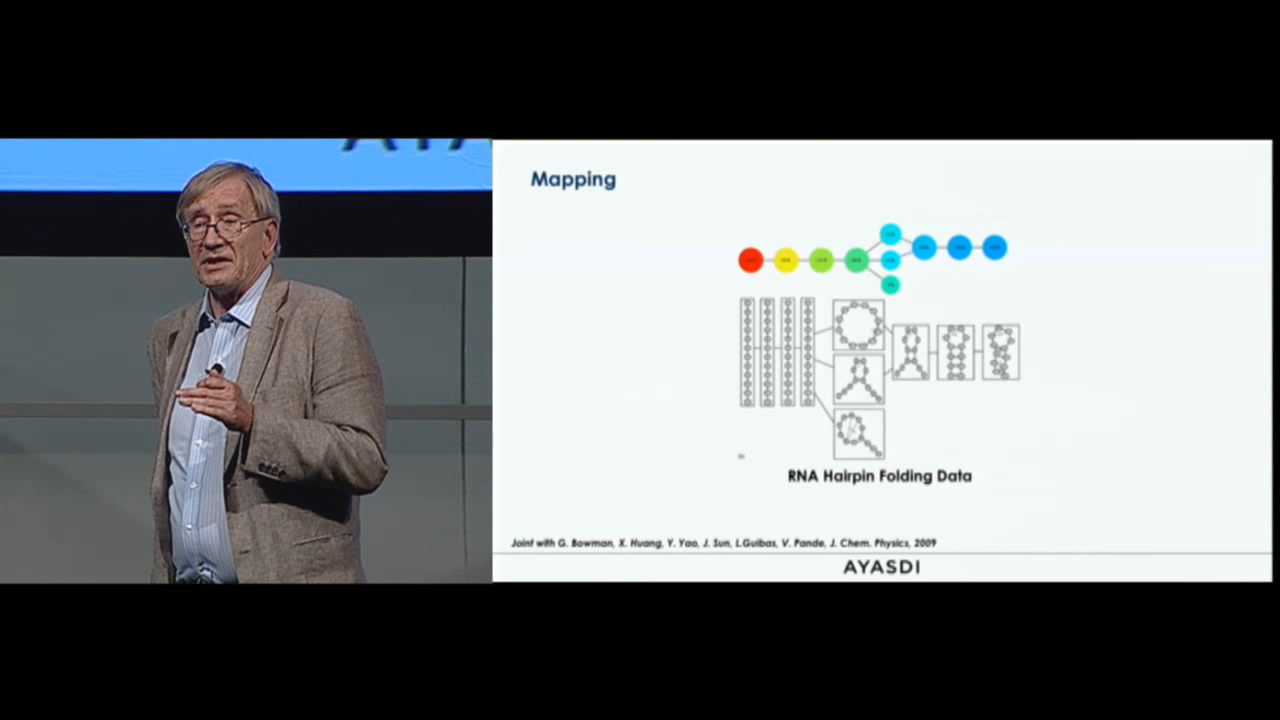 Mapping
RNA Hairpin Folding Data
Joint with G. Bowman, X. Huang, Y. Yao, J. Sun, L.Guibas, V. Pande, J. Chem. Physics, 2009
AYASDI